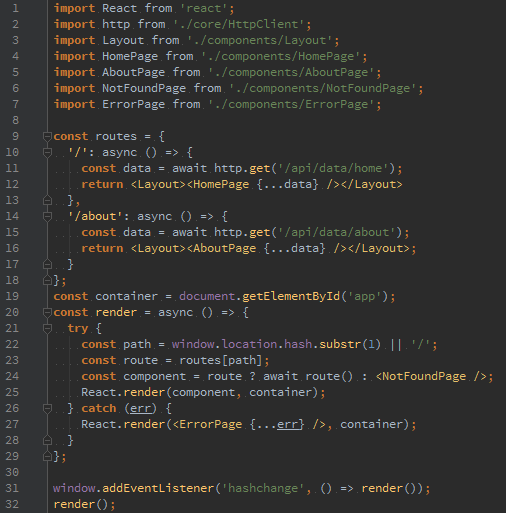 1 import React from 'react';
2 import http from './core/HttpClient';
3 import Layout from './components/Layout';
4 import HomePage from './components/HomePage';
5 import AboutPage from './components/AboutPage';
6 import NotFoundPage from './components/NotFoundPage';
7 import ErrorPage from './components/ErrorPage';
8
9 const routes = {
10   '/': async () => {
11     const data = await http.get('/api/data/home');
12     return <Layout><HomePage {...data} /></Layout>
13   },
14   '/about': async () => {
15     const data = await http.get('/api/data/about');
16     return <Layout><AboutPage {...data} /></Layout>;
17   }
18 };
19 const container = document.getElementById('app');
20 const render = async () => {
21   try {
22     const path = window.location.hash.substr(1) || '/';
23     const route = routes[path];
24     const component = route ? await route() : <NotFoundPage />;
25     React.render(component, container);
26   } catch (err) {
27     React.render(<ErrorPage {...err} />, container);
28   }
29 };
30
31 window.addEventListener('hashchange', () => render());
32 render();